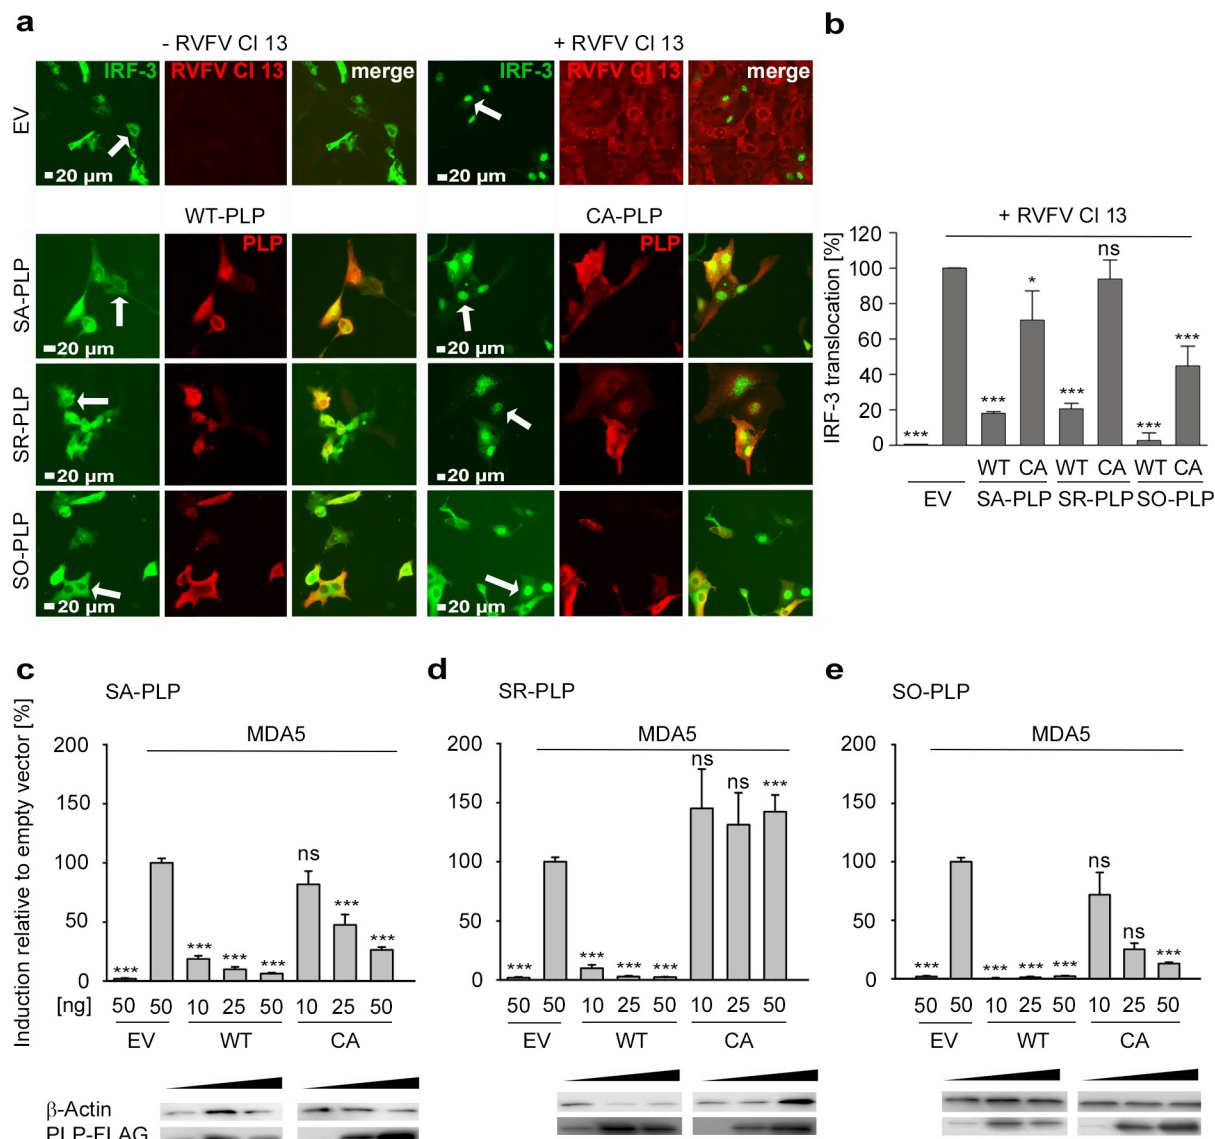 a
- RVFV Cl 13
+ RVFV Cl 13
EV
IRF-3
RVFV Cl 13
merge
IRF-3
RVFV Cl 13
merge
20 µm
20 µm
WT-PLP
CA-PLP
SA-PLP
PLP
PLP
20 µm
20 µm
SR-PLP
20 µm
20 µm
SO-PLP
20 µm
20 µm
b
+ RVFV Cl 13
IRF-3 translocation [%]
120
100
80
60
40
20
0
***
***
*
***
ns
***
***
WT CA WT CA WT CA
EV SA-PLP SR-PLP SO-PLP
c
SA-PLP
MDA5
Induction relative to empty vector [%]
200
150
100
50
0
***
***
***
***
ns
***
***
[ng] 50 50 10 25 50 10 25 50
EV WT CA
β-Actin
PLP-FLAG
d
SR-PLP
MDA5
200
150
100
50
0
***
***
***
***
ns
ns
***
50 50 10 25 50 10 25 50
EV WT CA
e
SO-PLP
MDA5
200
150
100
50
0
***
***
***
***
ns
ns
***
50 50 10 25 50 10 25 50
EV WT CA